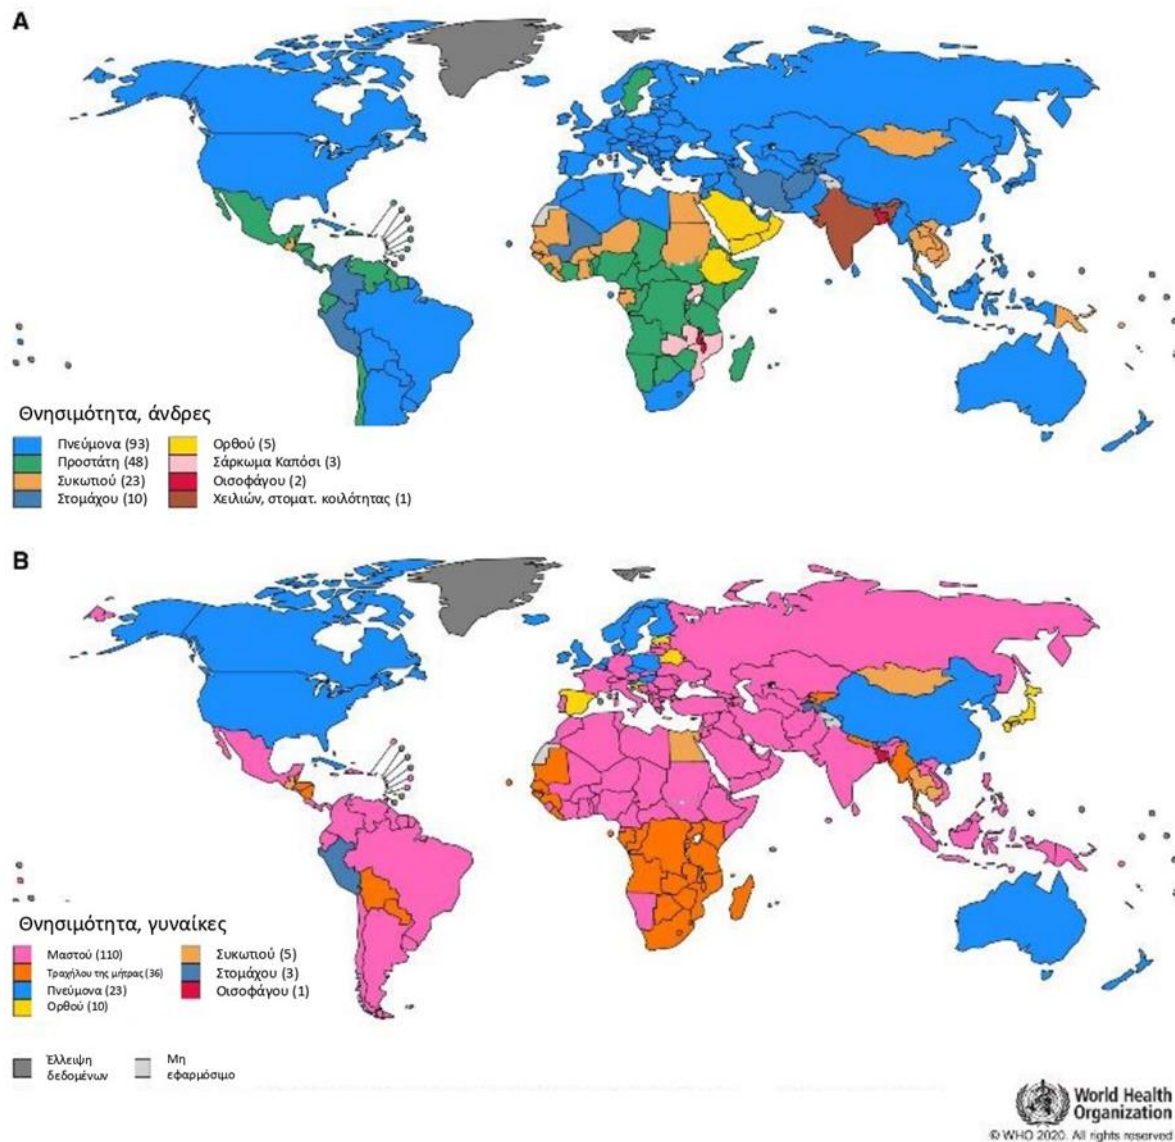 A
Θνησιμότητα, άνδρες
Πνεύμονα (93)
Προστάτη (48)
Συκωτιού (23)
Στομάχου (10)
Ορθού (5)
Σάρκωμα Καπόσι (3)
Οισοφάγου (2)
Χειλιών, στοματ. κοιλότητας (1)
B
Θνησιμότητα, γυναίκες
Μαστού (110)
Τραχήλου της μήτρας (36)
Πνεύμονα (23)
Ορθού (10)
Συκωτιού (5)
Στομάχου (3)
Οισοφάγου (1)
Έλλειψη
δεδομένων
Μη
εφαρμόσιμο
World Health
Organization
© WHO 2020. All rights reserved